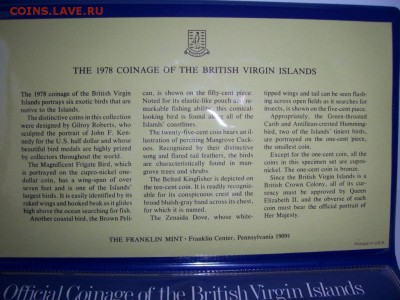 COINS.LAVE.RU
THE 1978 COINAGE OF THE BRITISH VIRGIN ISLANDS
The 1978 coinage of the British Virgin
Islands portrays six exotic birds that are
native to the Islands.
The distinctive coins in this collection
were designed by Gilroy Roberts, who
sculpted the portrait of John F. Ken-
nedy for the U.S. half dollar and whose
beautiful bird medals are highly prized
by collectors throughout the world.
The Magnificent Frigate Bird, which
is portrayed on the cupro-nickel one-
dollar coin, has a wing-span of over
seven feet and is one of the Islands'
largest birds. It is easily identified by its
raked wings and hooked beak as it glides
high above the ocean searching for fish.
Another coastal bird, the Brown Peli-
can, is shown on the fifty-cent piece.
Noted for its elastic-like pouch and re-
markable fishing ability, this comical-
looking bird is found along all of the
Islands' coastlines.
The twenty-five-cent coin bears an il-
lustration of percing Mangrove Cuck-
oos. Recognized by their distinctive
song and fluted tail feathers, the birds
are characteristically found in man-
grove trees and shrubs.
The Belted Kingfisher is depicted on
the ten-cent coin. It is readily recogniz-
able for its conspicuous crest and the
broad bluish-gray band across its chest,
for which it is named.
The Zenaida Dove, whose white-
tipped wings and tail can be seen flash-
ing across open fields as it searches for
insects, is shown on the five-cent piece.
Appropriately, the Green-throated
Carib and Antillean-crested Humming-
bird, two of the Islands' tiniest birds,
are portrayed on the one-cent piece,
the smallest coin.
Except for the one-cent coin, all the
coins in this specimen set are cupro-
nickel. The one-cent coin is bronze.
Since the British Virgin Islands is a
British Crown Colony, all of its cur-
rency must be approved by Queen
Elizabeth II, and the obverse of each
coin must bear the official portrait of
Her Majesty.
THE FRANKLIN MINT • Franklin Center, Pennsylvania 19091
Official Coinage of the British Virgin Islands